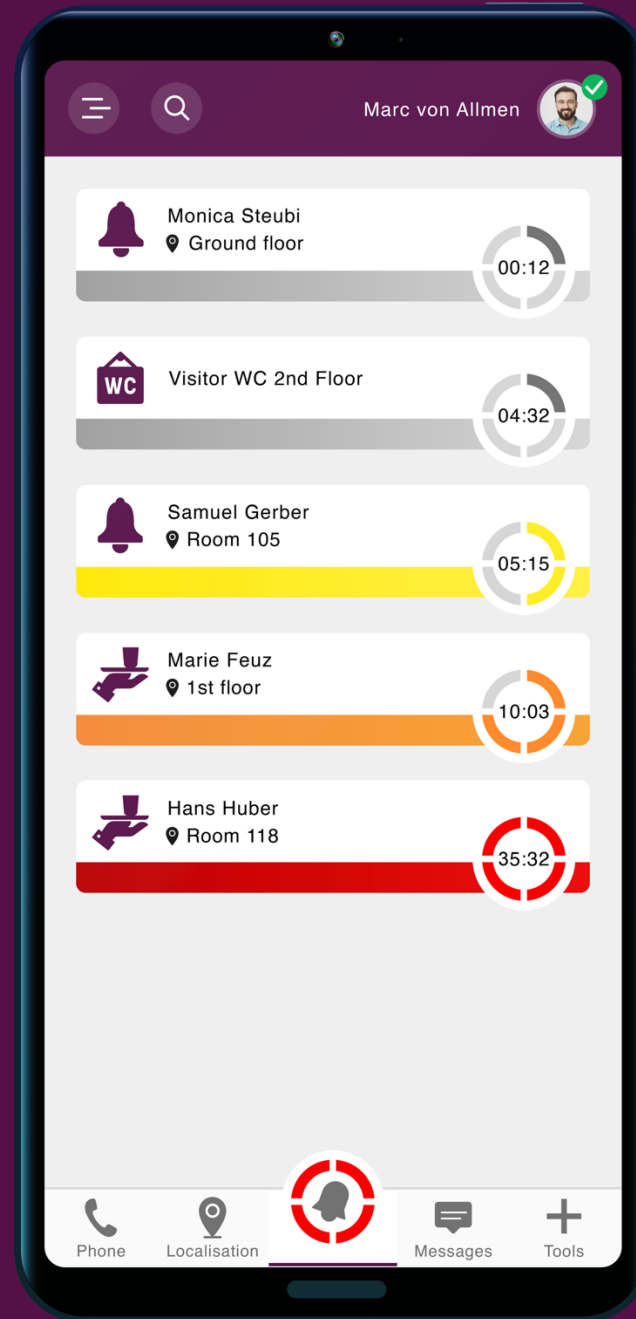 Marc von Allmen
Monica Steubi
Ground floor
00:12
WC
Visitor WC 2nd Floor
04:32
Samuel Gerber
Room 105
05:15
Marie Feuz
1st floor
10:03
Hans Huber
Room 118
35:32
Phone
Localisation
Messages
Tools